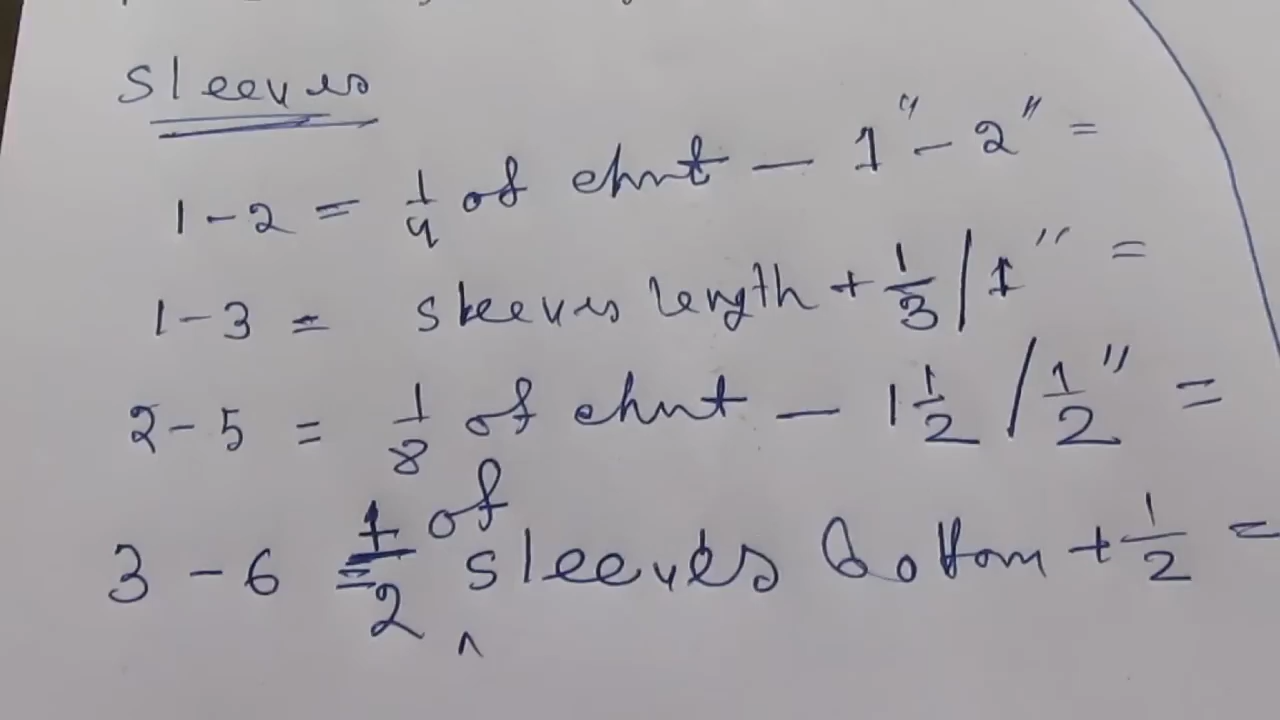 Sleeves
1 - 2 = 1/4 of chest - 1" - 2" =
1 - 3 = sleeves length + 1/3 / 1" =
2 - 5 = 1/8 of chest - 1 1/2 / 1/2" =
3 - 6 = 1/2 of sleeves bottom + 1/2 =